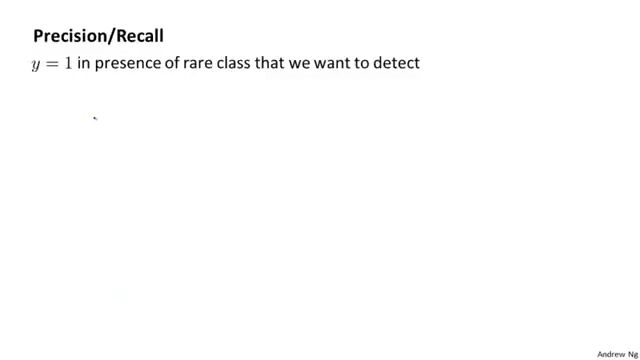 Precision/Recall
y = 1 in presence of rare class that we want to detect
Andrew Ng